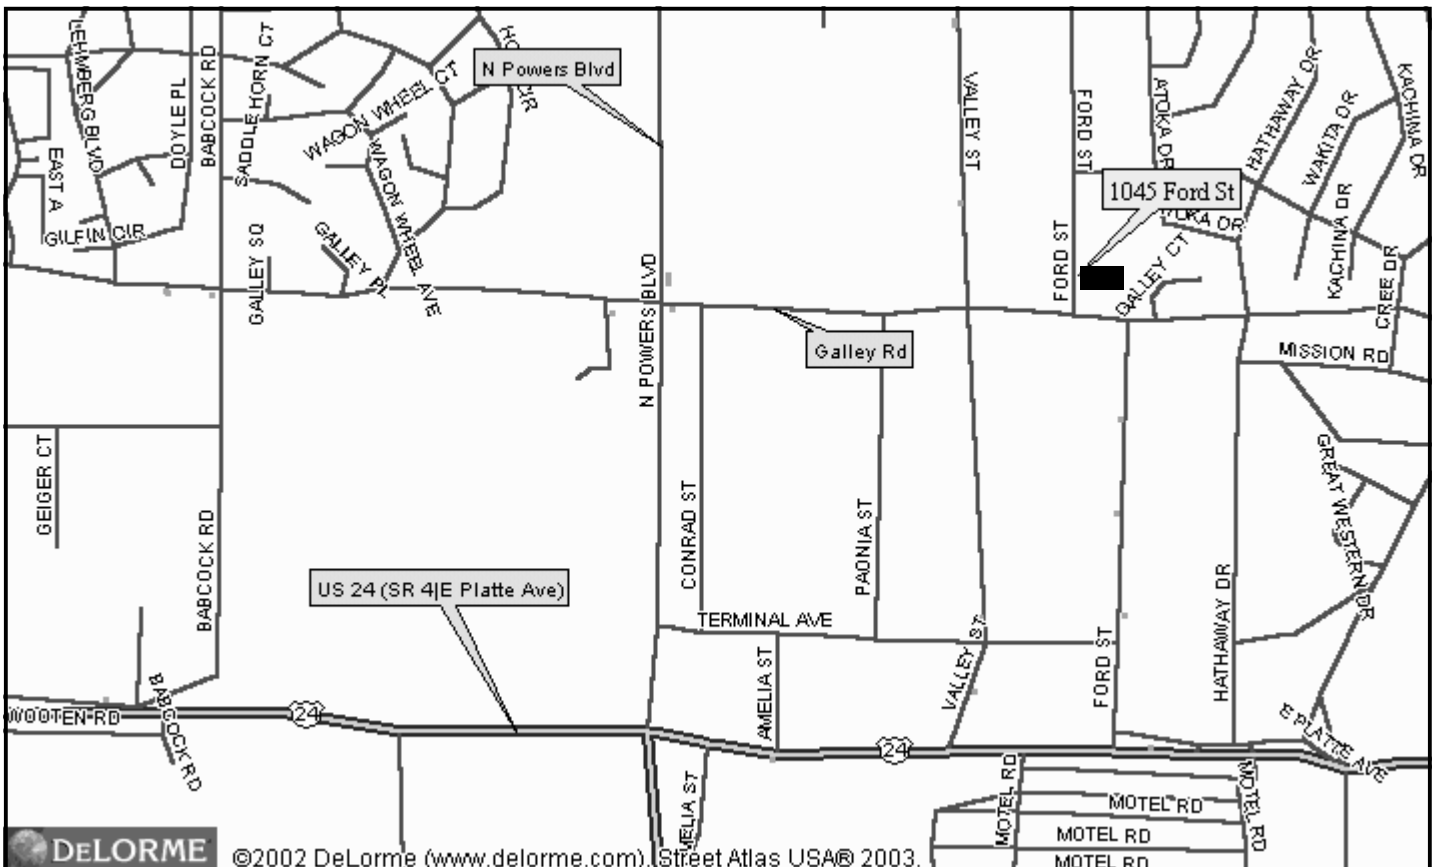 LEHMBERG BLVD
DOYLE PL
BABCOCK RD
SADDLE HORN CT
WAGON WHEEL CT
N Powers Blvd
VALLEY ST
FORD ST
ATOKA DR
HATHAWAY DR
WAKITA DR
KACHINA DR
EAST A
WAGON WHEEL AVE
1045 Ford St
GILFIN CIR
GALLEY SQ
GALLEY PL
N POWERS BLVD
FORD ST
GALLEY CT
KACHINA DR
CREE DR
Galley Rd
MISSION RD
GEIGER CT
BABCOCK RD
CONRAD ST
PAONIA ST
GREAT WESTERN DR
US 24 (SR 4|E Platte Ave)
TERMINAL AVE
HATHAWAY DR
AMELIA ST
VALLEY ST
FORD ST
WOOTEN RD
BABCOCK RD
24
24
E PLATTE AVE
MELIA ST
MOTEL RD
MOTEL RD
MOTEL RD
MOTEL RD
MOTEL RD
DELORME
©2002 DeLorme (www.delorme.com). Street Atlas USA® 2003.